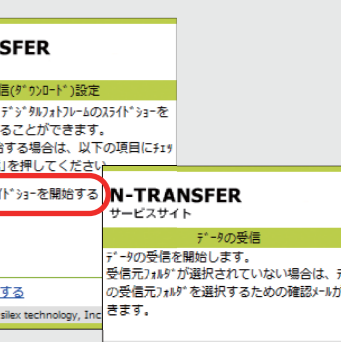 SFER
信(ﾀﾞｳﾝﾛｰﾄﾞ)設定
ﾃﾞｼﾞﾀﾙﾌｫﾄﾌﾚｰﾑのｽﾗｲﾄﾞｼｮｰを
ることができます。
始する場合は、以下の項目にﾁｪｯ
」を押してください
ｲﾄﾞｼｮｰを開始する
する
silex technology, Inc
N-TRANSFER
サービスサイト
ﾃﾞｰﾀの受信
ﾃﾞｰﾀの受信を開始します。
受信元ﾌｫﾙﾀﾞが選択されていない場合は、ﾃ
の受信元ﾌｫﾙﾀﾞを選択するための確認ﾒｰﾙが
きます。